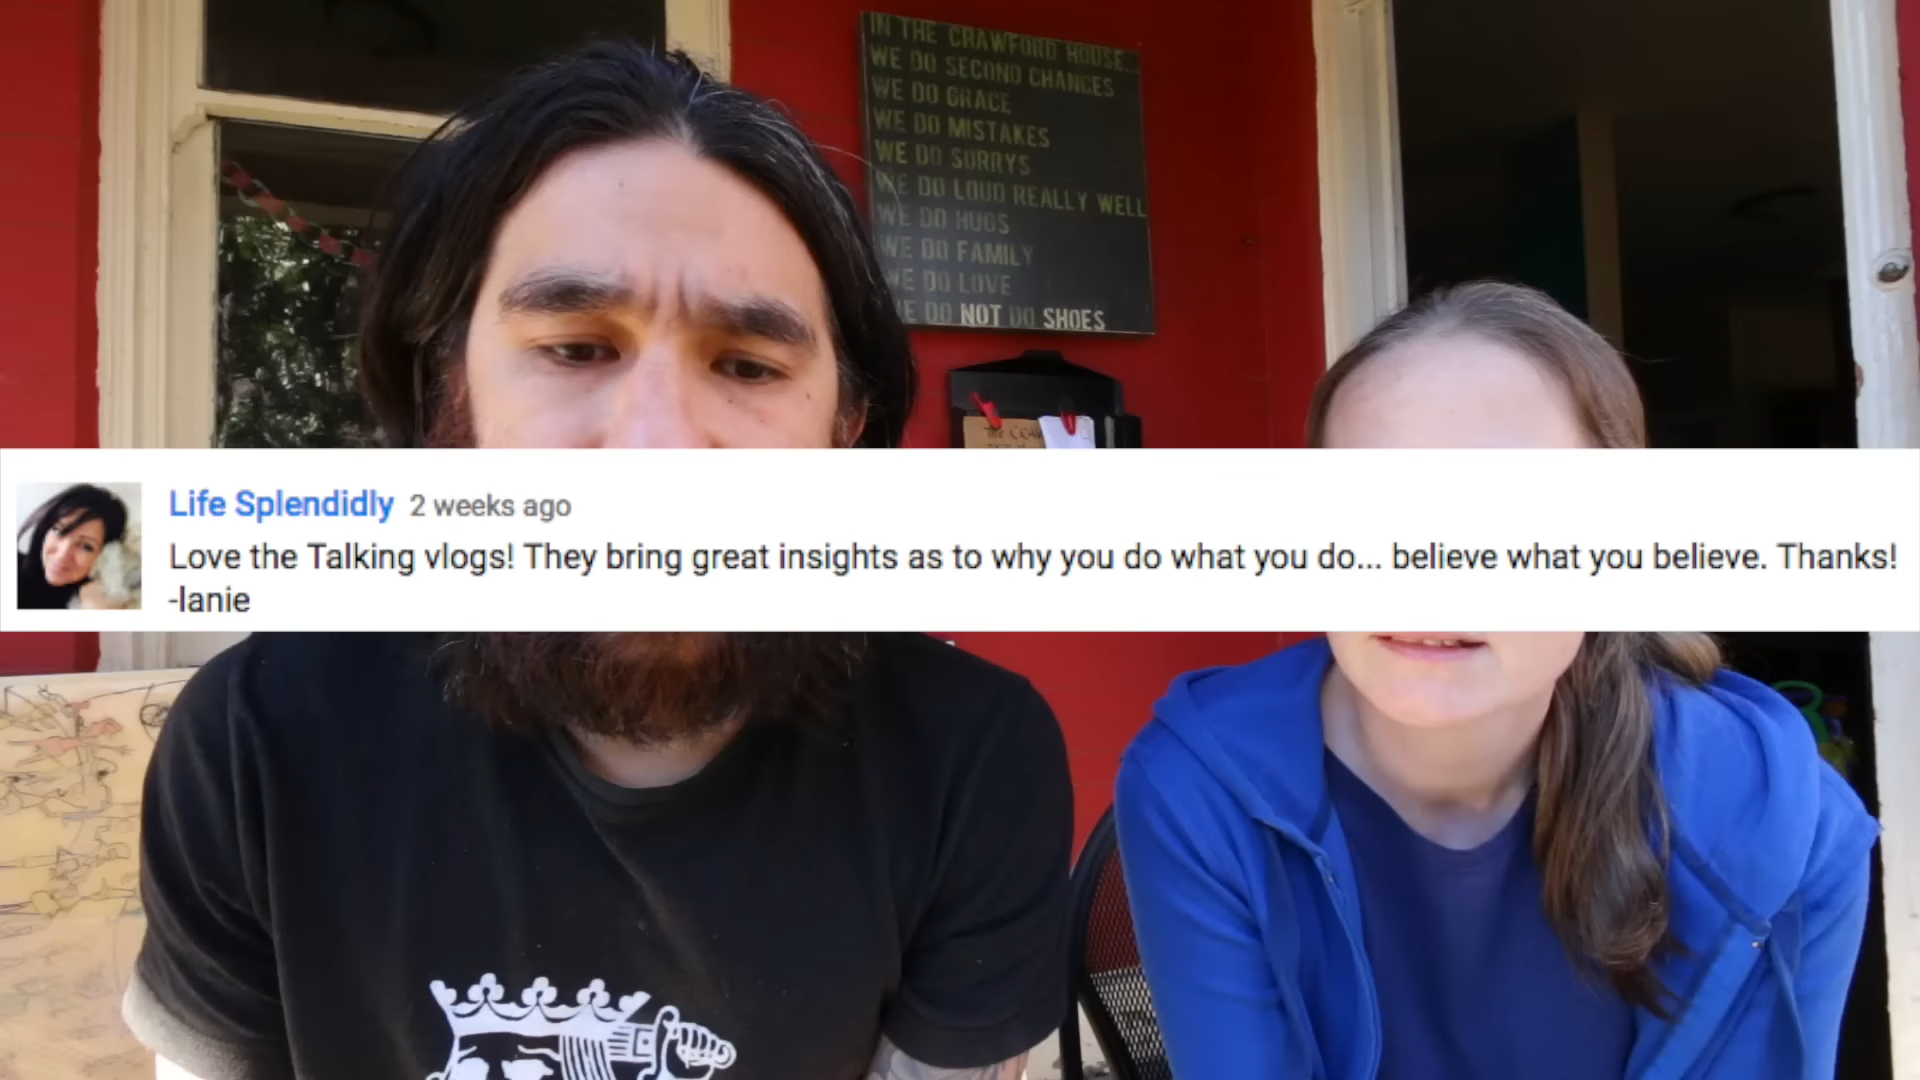 IN THE CRAWFORD HOUSE...
WE DO SECOND CHANCES
WE DO GRACE
WE DO MISTAKES
WE DO SORRYS
WE DO LOUD REALLY WELL
WE DO HUGS
WE DO FAMILY
WE DO LOVE
WE DO NOT DO SHOES
THE
Life Splendidly 2 weeks ago
Love the Talking vlogs! They bring great insights as to why you do what you do... believe what you believe. Thanks!
-lanie